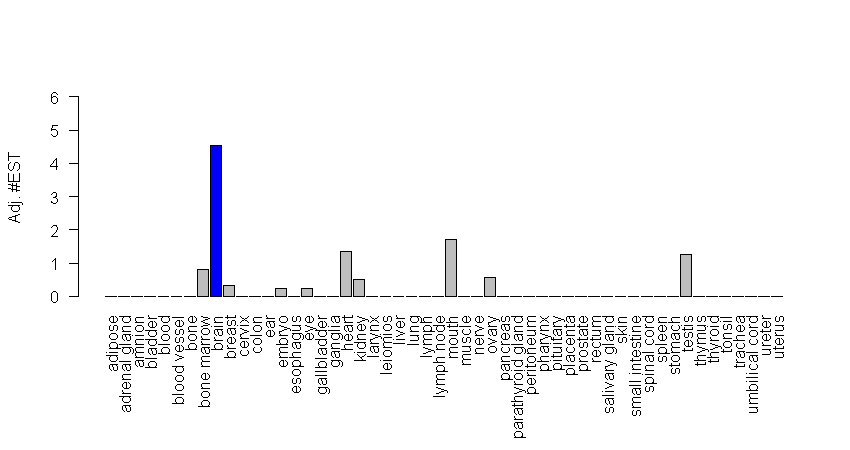 Adj. #EST
6
5
4
3
2
1
0
adipose
adrenal gland
amnion
bladder
blood
blood vessel
bone
bone marrow
brain
breast
cervix
colon
ear
embryo
esophagus
eye
gallbladder
ganglia
heart
kidney
larynx
leiomios
liver
lung
lymph
lymph node
mouth
muscle
nerve
ovary
pancreas
parathyroid gland
peritoneum
pharynx
pituitary
placenta
prostate
rectum
salivary gland
skin
small intestine
spinal cord
spleen
stomach
testis
thymus
thyroid
tonsil
trachea
umbilical cord
ureter
uterus